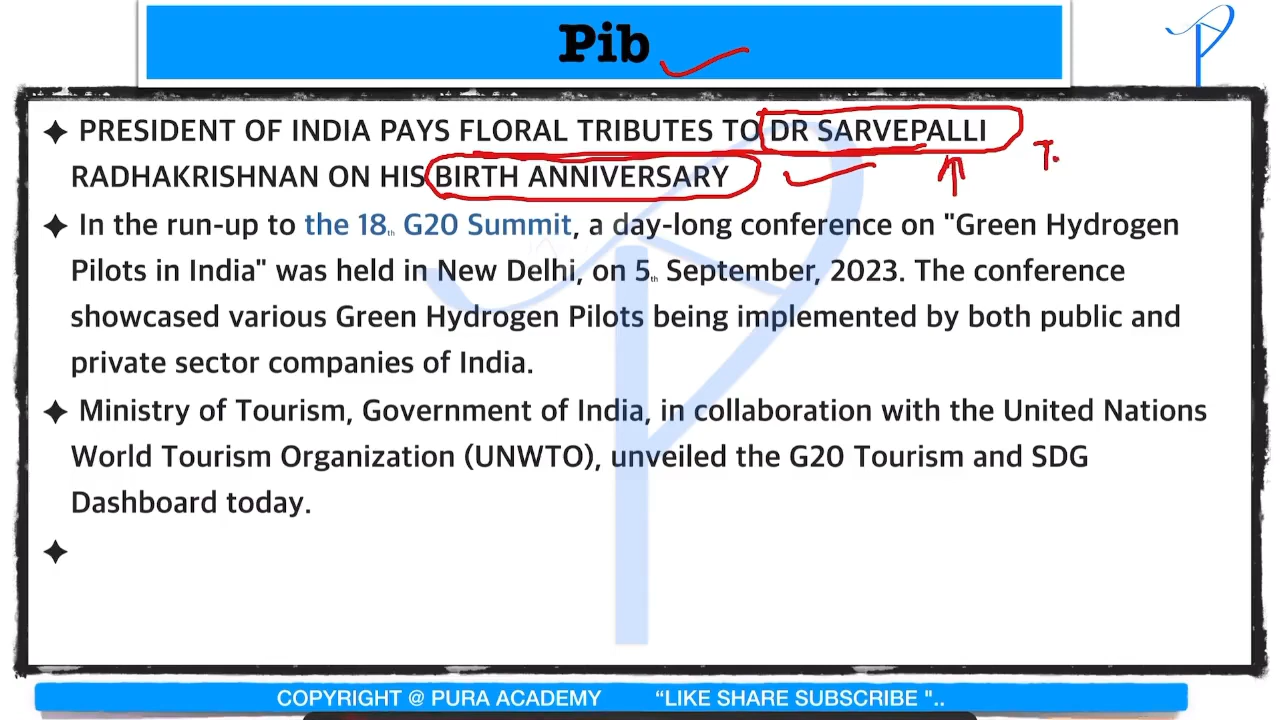 Pib
✦ PRESIDENT OF INDIA PAYS FLORAL TRIBUTES TO DR SARVEPALLI
RADHAKRISHNAN ON HIS BIRTH ANNIVERSARY
T.
✦ In the run-up to the 18th G20 Summit, a day-long conference on "Green Hydrogen
Pilots in India" was held in New Delhi, on 5th September, 2023. The conference
showcased various Green Hydrogen Pilots being implemented by both public and
private sector companies of India.
✦ Ministry of Tourism, Government of India, in collaboration with the United Nations
World Tourism Organization (UNWTO), unveiled the G20 Tourism and SDG
Dashboard today.
✦
COPYRIGHT @ PURA ACADEMY “LIKE SHARE SUBSCRIBE "..